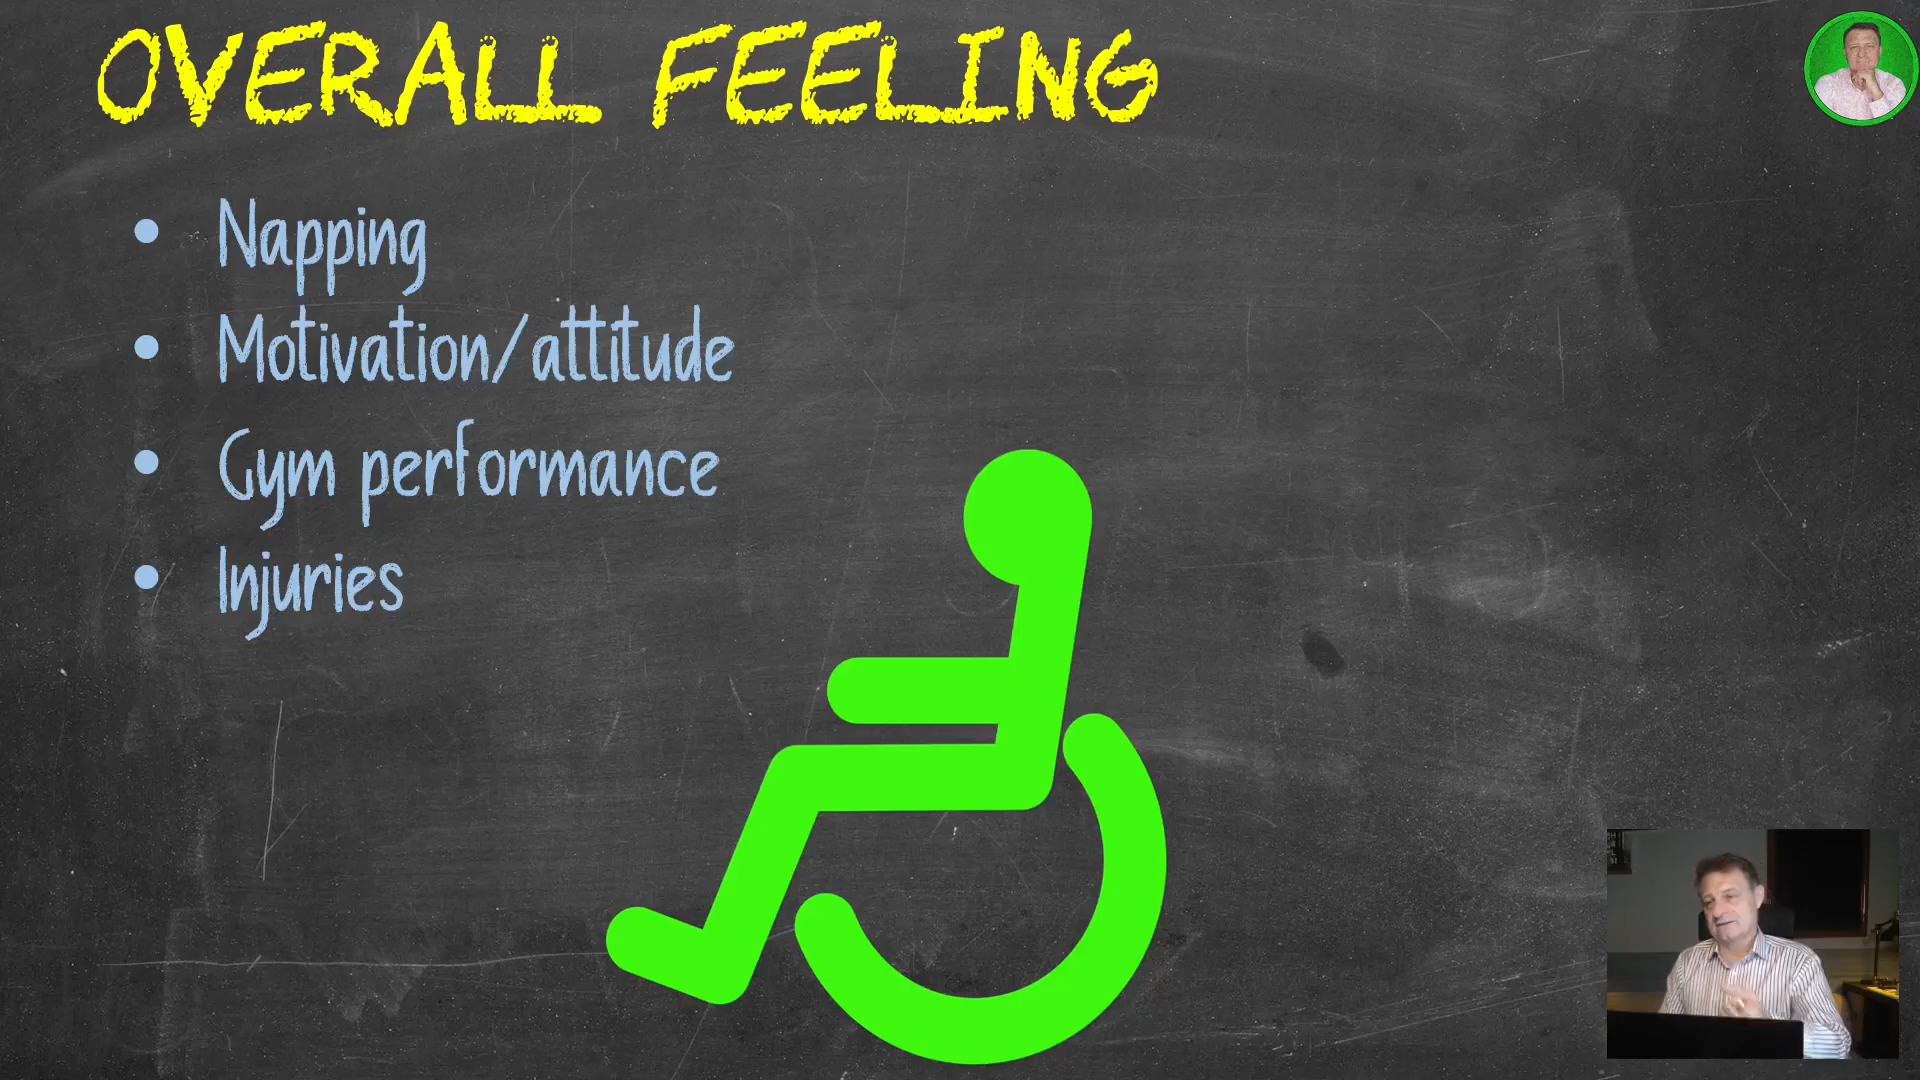 OVERALL FEELING
• Napping
• Motivation/attitude
• Gym performance
• Injuries